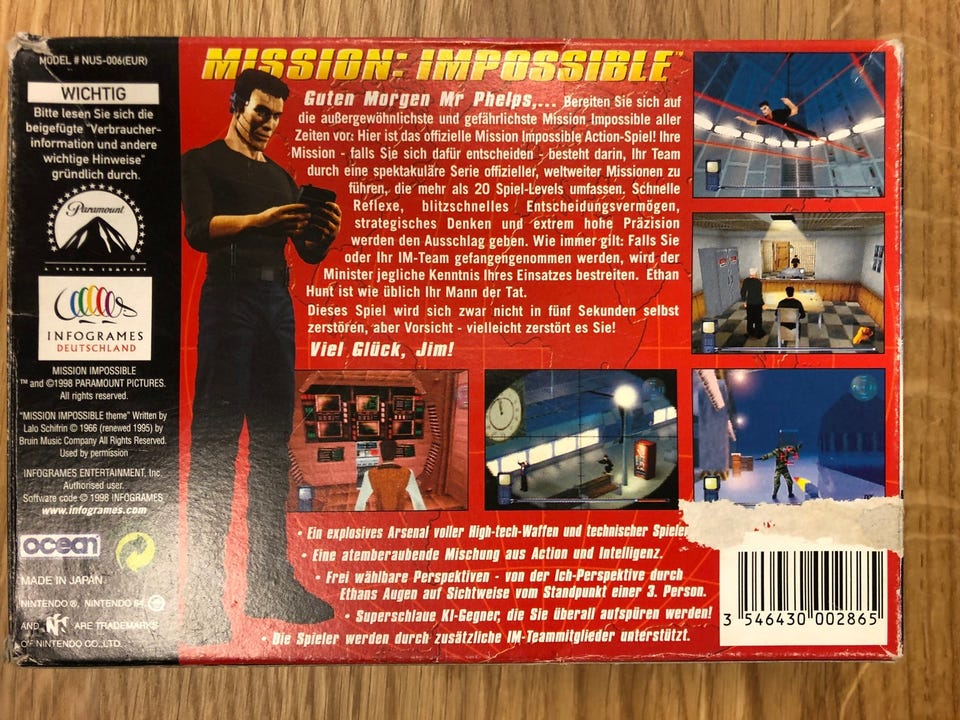 MODEL # NUS-006(EUR)
WICHTIG
Bitte lesen Sie sich die
beigefügte "Verbraucher-
information und andere
wichtige Hinweise"
gründlich durch.
Paramount
A VIACOM COMPANY
INFOGRAMES
DEUTSCHLAND
MISSION IMPOSSIBLE
™ and ©1998 PARAMOUNT PICTURES.
All rights reserved.
"MISSION IMPOSSIBLE theme" Written by
Lalo Schifrin © 1966 (renewed 1995) by
Bruin Music Company All Rights Reserved.
Used by permission
INFOGRAMES ENTERTAINMENT, Inc.
Authorised user.
Software code © 1998 INFOGRAMES
www.infogrames.com
ocean
MADE IN JAPAN
NINTENDO ®, NINTENDO 64,
AND ARE TRADEMARKS
OF NINTENDO CO., LTD.
MISSION: IMPOSSIBLE™
Guten Morgen Mr Phelps,... Bereiten Sie sich auf
die außergewöhnlichste und gefährlichste Mission Impossible aller
Zeiten vor: Hier ist das offizielle Mission Impossible Action-Spiel! Ihre
Mission - falls Sie sich dafür entscheiden - besteht darin, Ihr Team
durch eine spektakuläre Serie offizieller, weltweiter Missionen zu
führen, die mehr als 20 Spiel-Levels umfassen. Schnelle
Reflexe, blitzschnelles Entscheidungsvermögen,
strategisches Denken und extrem hohe Präzision
werden den Ausschlag geben. Wie immer gilt: Falls Sie
oder Ihr IM-Team gefangengenommen werden, wird der
Minister jegliche Kenntnis Ihres Einsatzes bestreiten. Ethan
Hunt ist wie üblich Ihr Mann der Tat.
Dieses Spiel wird sich zwar nicht in fünf Sekunden selbst
zerstören, aber Vorsicht - vielleicht zerstört es Sie!
Viel Glück, Jim!
• Ein explosives Arsenal voller High-tech-Waffen und technischer
• Eine atemberaubende Mischung aus Action und Intelligenz.
• Frei wählbare Perspektiven - von der Ich-Perspektive durch
Ethans Augen auf Sichtweise vom Standpunkt einer 3. Person.
• Superschlaue KI-Gegner, die Sie überall aufspüren werden!
• Die Spieler werden durch zusätzliche IM-Teammitglieder unterstützt.
3 546430 002865